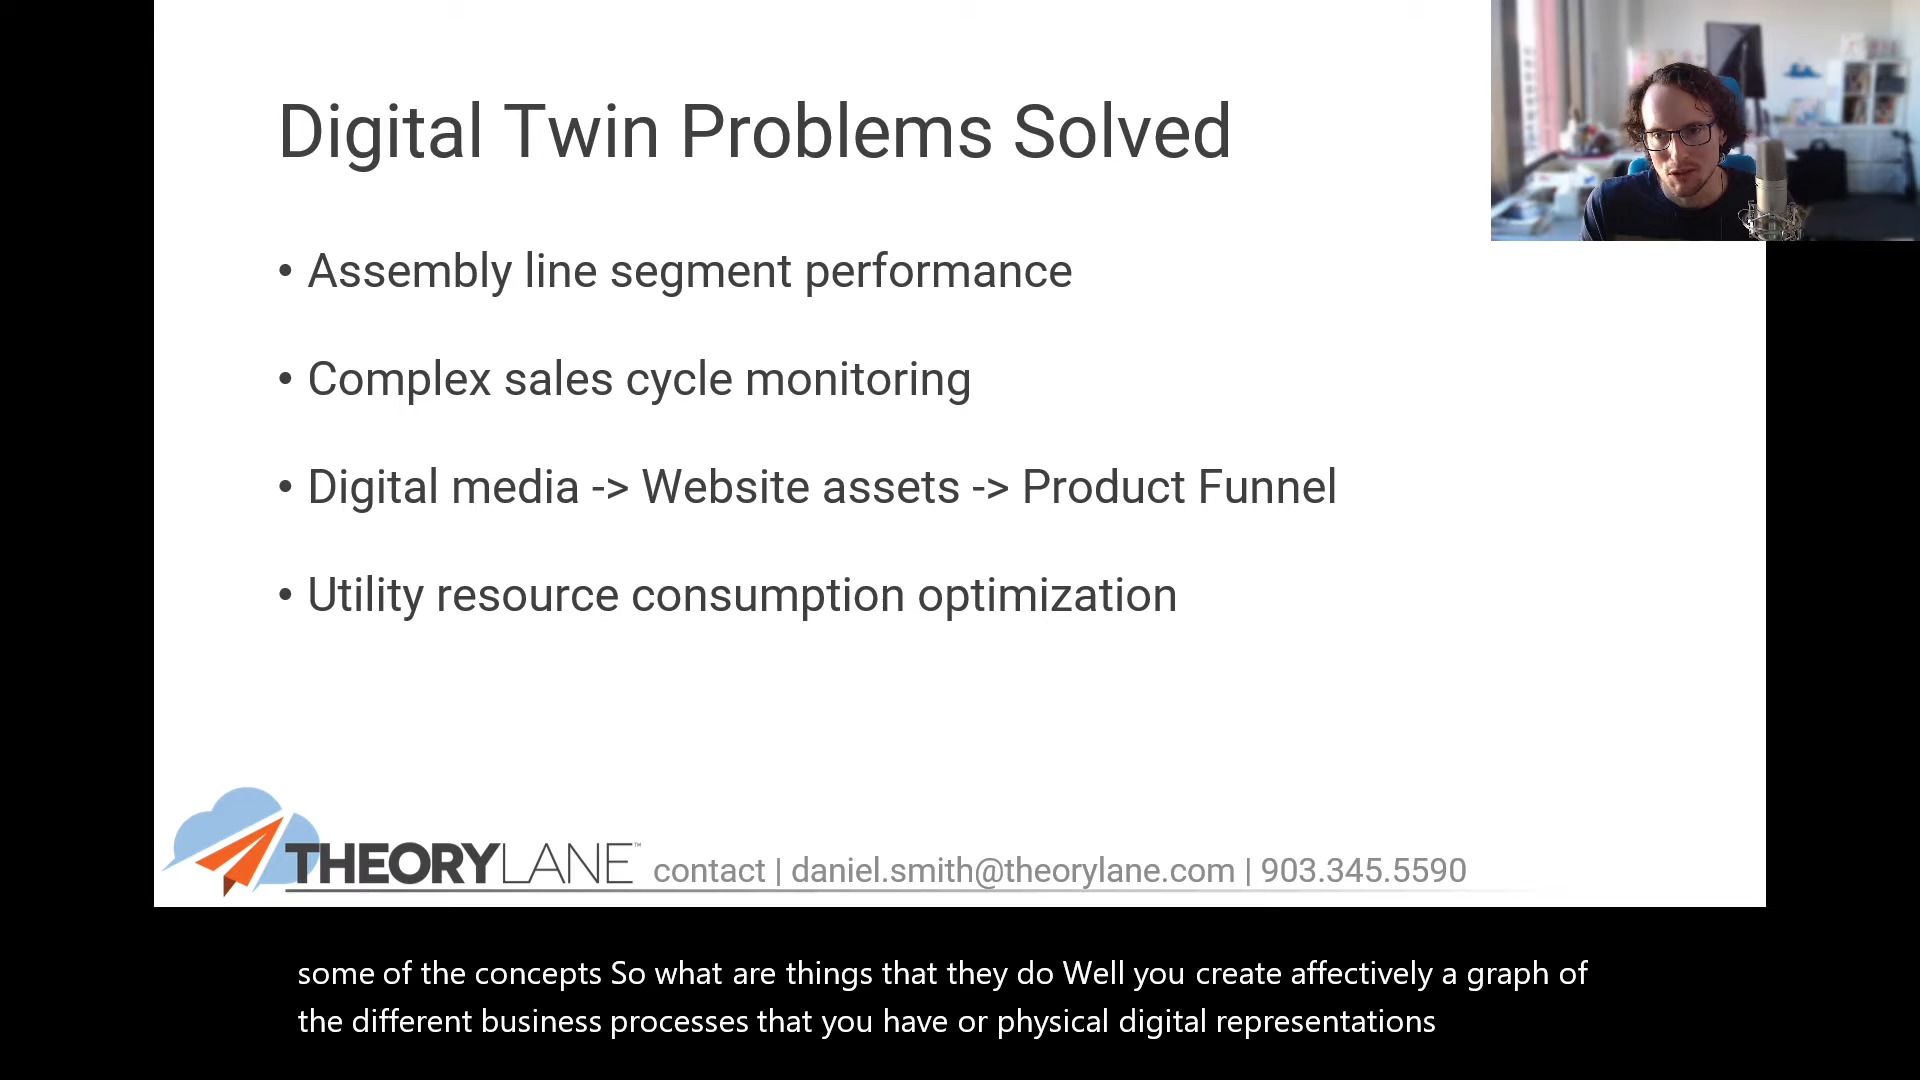 Digital Twin Problems Solved
• Assembly line segment performance
• Complex sales cycle monitoring
• Digital media -> Website assets -> Product Funnel
• Utility resource consumption optimization
THEORYLANE™ contact | daniel.smith@theorylane.com | 903.345.5590
some of the concepts So what are things that they do Well you create affectively a graph of
the different business processes that you have or physical digital representations